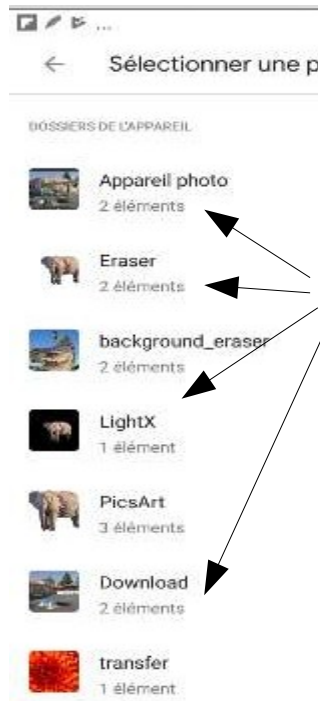 ...
Sélectionner une p
DOSSIERS DE L'APPAREIL
Appareil photo
2 éléments
Eraser
2 éléments
background_eraser
2 éléments
LightX
1 élément
PicsArt
3 éléments
Download
2 éléments
transfer
1 élément